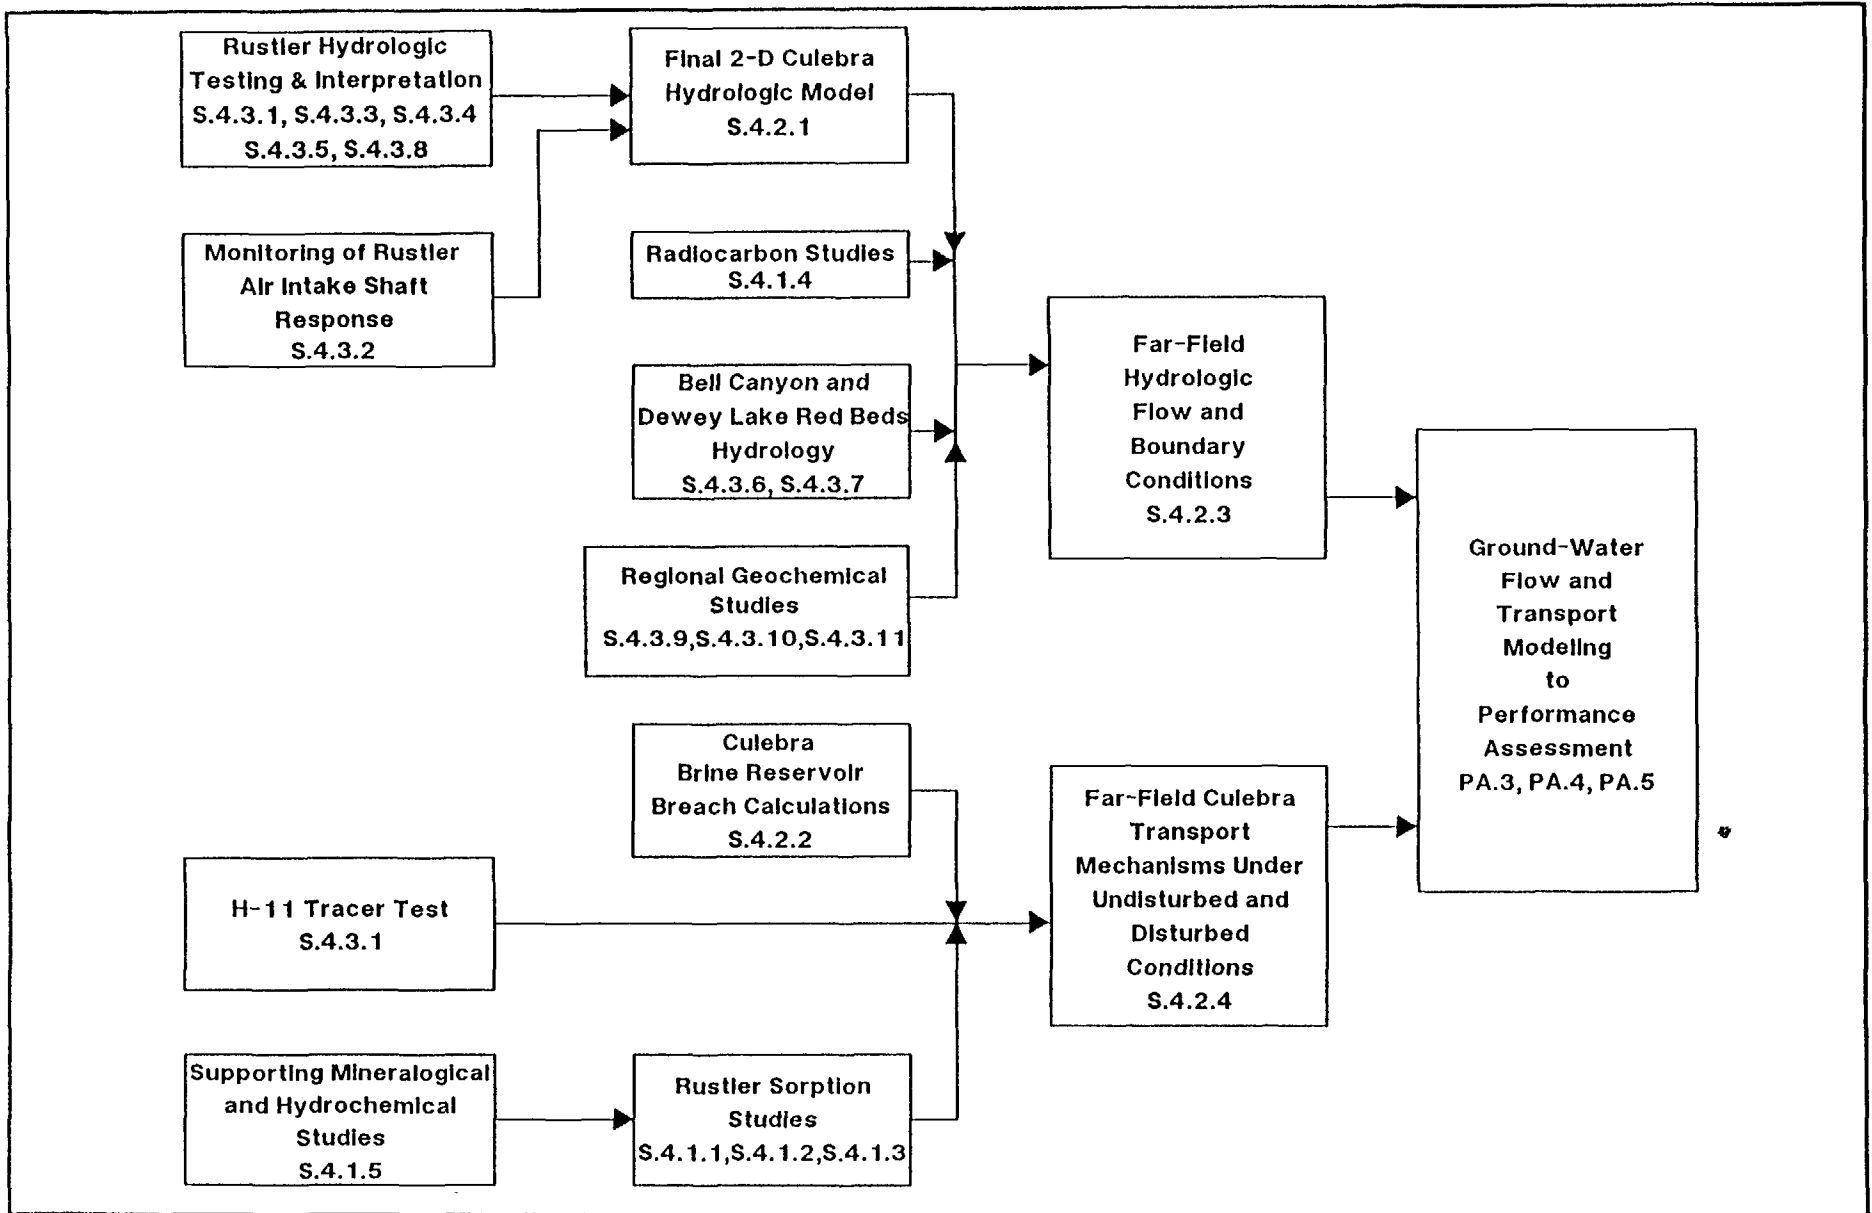 Rustler Hydrologic
Testing & Interpretation
S.4.3.1, S.4.3.3, S.4.3.4
S.4.3.5, S.4.3.8
Final 2-D Culebra
Hydrologic Model
S.4.2.1
Monitoring of Rustler
Air Intake Shaft
Response
S.4.3.2
Radiocarbon Studies
S.4.1.4
Bell Canyon and
Dewey Lake Red Beds
Hydrology
S.4.3.6, S.4.3.7
Regional Geochemical
Studies
S.4.3.9,S.4.3.10,S.4.3.11
Far-Field
Hydrologic
Flow and
Boundary
Conditions
S.4.2.3
Culebra
Brine Reservoir
Breach Calculations
S.4.2.2
H-11 Tracer Test
S.4.3.1
Supporting Mineralogical
and Hydrochemical
Studies
S.4.1.5
Rustler Sorption
Studies
S.4.1.1,S.4.1.2,S.4.1.3
Far-Field Culebra
Transport
Mechanisms Under
Undisturbed and
Disturbed
Conditions
S.4.2.4
Ground-Water
Flow and
Transport
Modeling
to
Performance
Assessment
PA.3, PA.4, PA.5